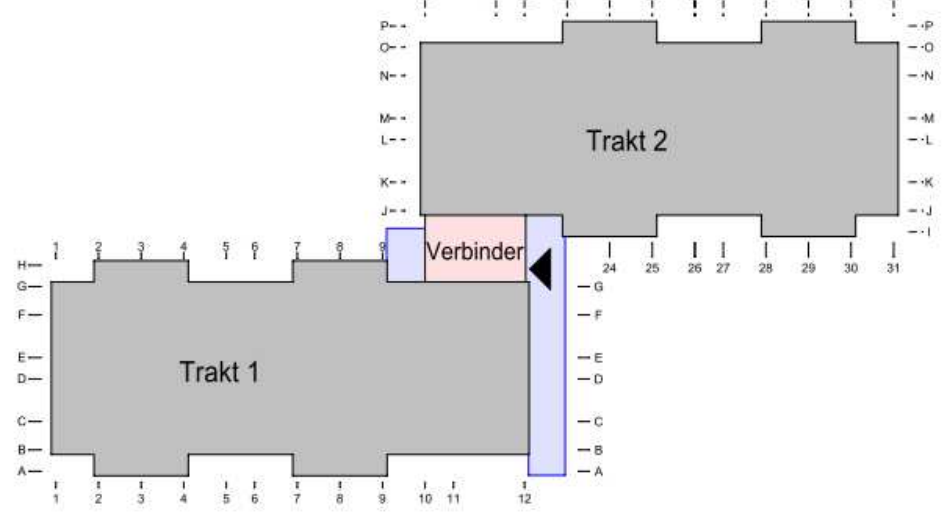 P P
O O
N N
M M
Trakt 2
L L
K K
J J
I
1 2 3 4 5 6 7 8 9
Verbinder
H
24 25 26 27 28 29 30 31
G G
F F
E E
Trakt 1
D D
C C
B B
A A
1 2 3 4 5 6 7 8 9 10 11 12